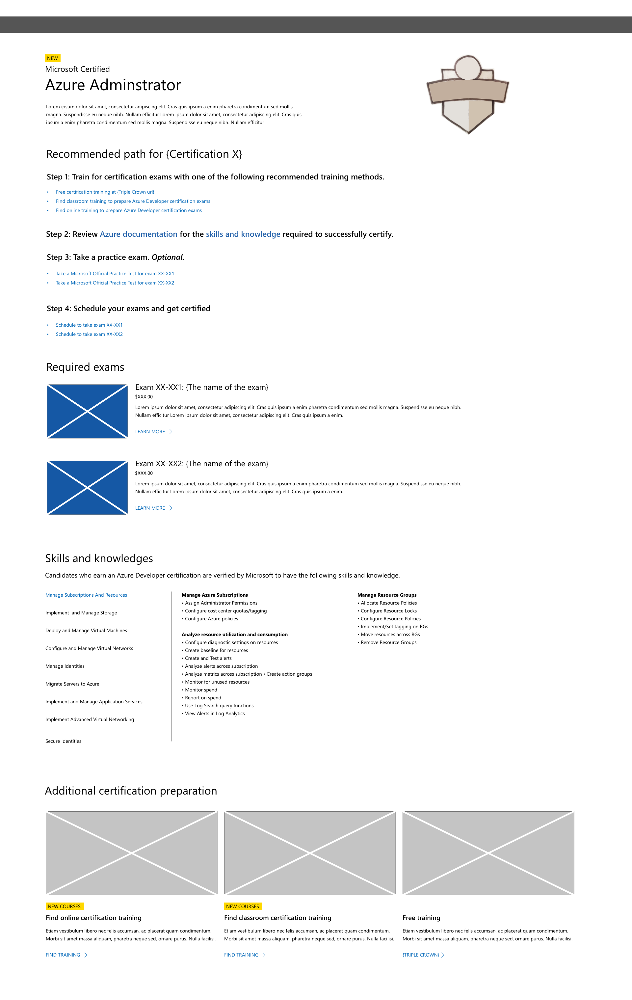 NEW
Microsoft Certified
Azure Adminstrator
Lorem ipsum dolor sit amet, consectetur adipiscing elit. Cras quis ipsum a enim pharetra condimentum sed mollis
magna. Suspendisse eu neque nibh. Nullam efficitur Lorem ipsum dolor sit amet, consectetur adipiscing elit. Cras quis
ipsum a enim pharetra condimentum sed mollis magna. Suspendisse eu neque nibh. Nullam efficitur
Recommended path for {Certification X}
Step 1: Train for certification exams with one of the following recommended training methods.
• Free certification training at {Triple Crown url}
• Find classroom training to prepare Azure Developer certification exams
• Find online training to prepare Azure Developer certification exams
Step 2: Review Azure documentation for the skills and knowledge required to successfully certify.
Step 3: Take a practice exam. Optional.
• Take a Microsoft Official Practice Test for exam XX-XX1
• Take a Microsoft Official Practice Test for exam XX-XX2
Step 4: Schedule your exams and get certified
• Schedule to take exam XX-XX1
• Schedule to take exam XX-XX2
Required exams
Exam XX-XX1: {The name of the exam}
$XXX.00
Lorem ipsum dolor sit amet, consectetur adipiscing elit. Cras quis ipsum a enim pharetra condimentum sed mollis magna. Suspendisse eu neque nibh.
Nullam efficitur Lorem ipsum dolor sit amet, consectetur adipiscing elit. Cras quis ipsum a enim.
LEARN MORE
Exam XX-XX2: {The name of the exam}
$XXX.00
Lorem ipsum dolor sit amet, consectetur adipiscing elit. Cras quis ipsum a enim pharetra condimentum sed mollis magna. Suspendisse eu neque nibh.
Nullam efficitur Lorem ipsum dolor sit amet, consectetur adipiscing elit. Cras quis ipsum a enim.
LEARN MORE
Skills and knowledges
Candidates who earn an Azure Developer certification are verified by Microsoft to have the following skills and knowledge.
Manage Subscriptions And Resources
Implement  and Manage Storage
Deploy and Manage Virtual Machines
Configure and Manage Virtual Networks
Manage Identities
Migrate Servers to Azure
Implement and Manage Application Services
Implement Advanced Virtual Networking
Secure Identities
Manage Azure Subscriptions
• Assign Administrator Permissions
• Configure cost center quotas/tagging
• Configure Azure policies
Analyze resource utilization and consumption
• Configure diagnostic settings on resources
• Create baseline for resources
• Create and Test alerts
• Analyze alerts across subscription
• Analyze metrics across subscription • Create action groups
• Monitor for unused resources
• Monitor spend
• Report on spend
• Use Log Search query functions
• View Alerts in Log Analytics
Manage Resource Groups
• Allocate Resource Policies
• Configure Resource Locks
• Configure Resource Policies
• Implement/Set tagging on RGs
• Move resources across RGs
• Remove Resource Groups
Additional certification preparation
NEW COURSES
Find online certification training
Etiam vestibulum libero nec felis accumsan, ac placerat quam condimentum.
Morbi sit amet massa aliquam, pharetra neque sed, ornare purus. Nulla facilisi.
FIND TRAINING
NEW COURSES
Find classroom certification training
Etiam vestibulum libero nec felis accumsan, ac placerat quam condimentum.
Morbi sit amet massa aliquam, pharetra neque sed, ornare purus. Nulla facilisi.
FIND TRAINING
Free training
Etiam vestibulum libero nec felis accumsan, ac placerat quam condimentum.
Morbi sit amet massa aliquam, pharetra neque sed, ornare purus. Nulla facilisi.
{TRIPLE CROWN}